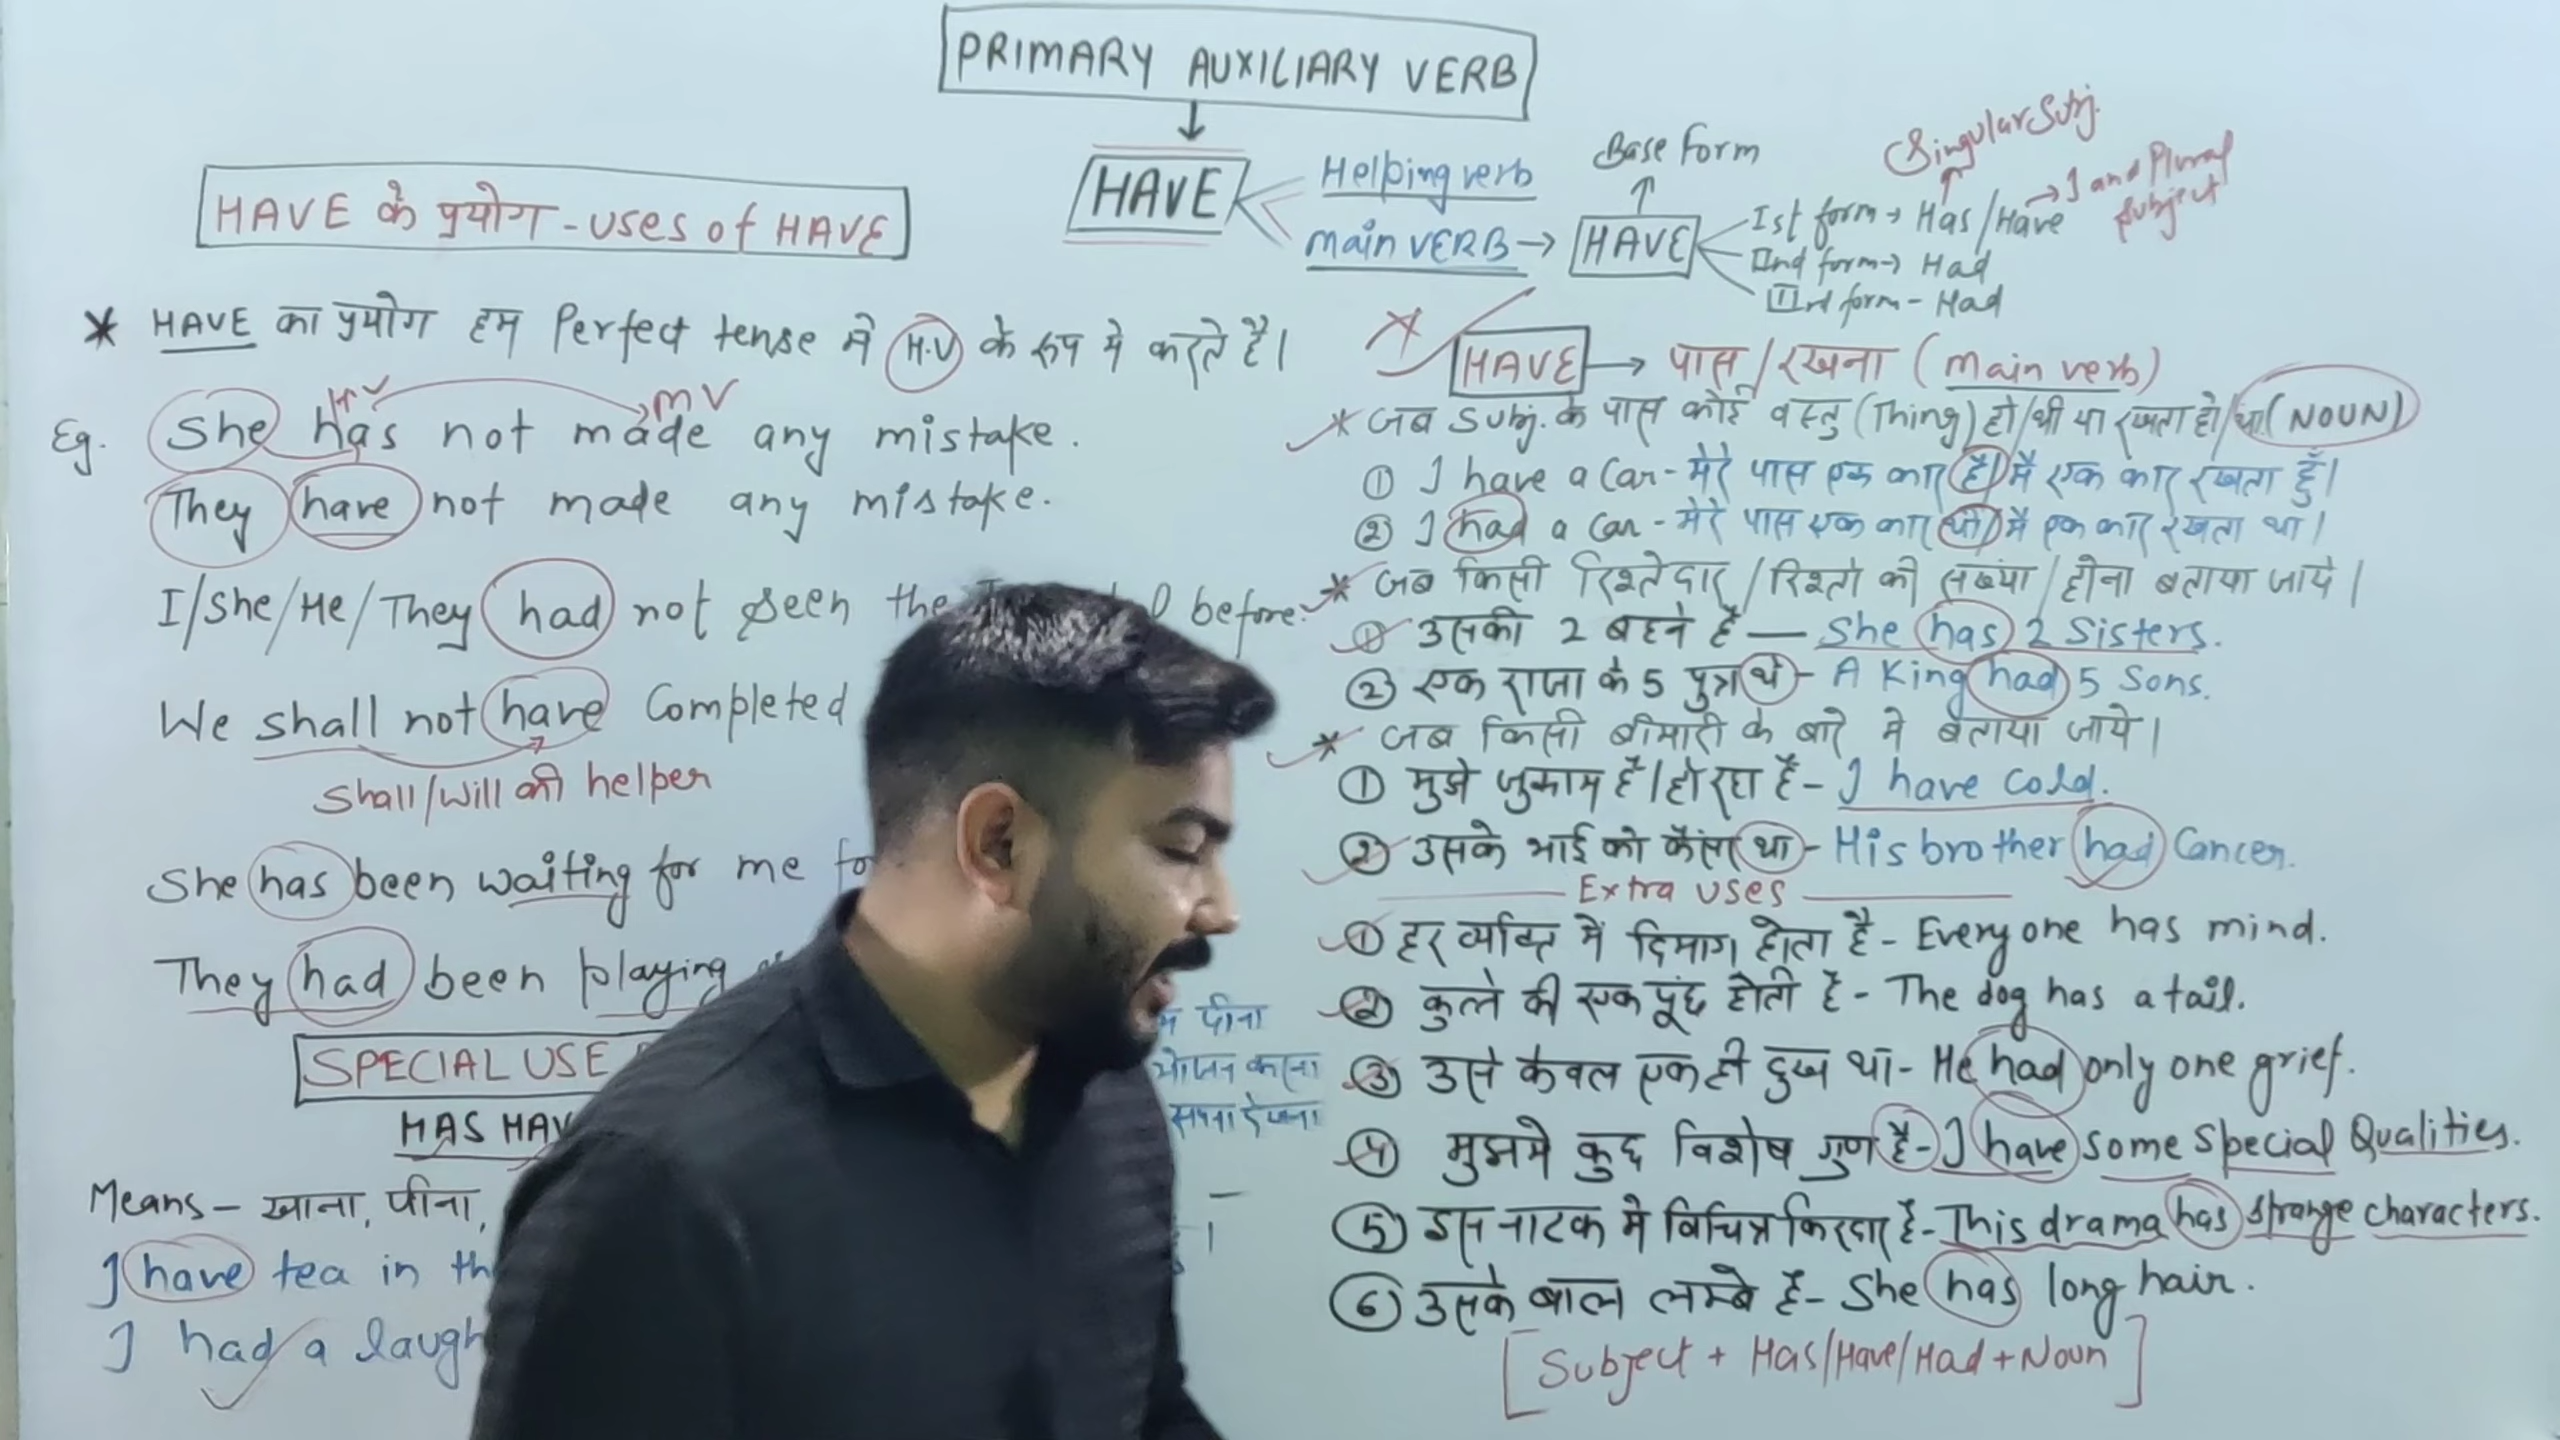 PRIMARY AUXILIARY VERB
HAVE
Helping verb
main VERB → HAVE
Base form
Ist form → Has/Have
Singular Subj.
→ I and Plural Subject
IInd form → Had
IIIrd form - Had
HAVE के प्रयोग - uses of HAVE
* HAVE का प्रयोग हम Perfect tense मे H.V के रूप मे करते है।
H V
m V
Eg. She has not made any mistake.
They have not made any mistake.
I/She/He/They had not seen the before.
We shall not have completed
shall/will की helper
She has been waiting for me
They had been playing
SPECIAL USE
HAS HAV
Means - खाना, पीना,
पीना
भोजन करना
सपना देखना
I have tea in th
I had a laugh
HAVE → पास/रखना (main verb)
* जब Subj. के पास कोई वस्तु (Thing) हो/थी या रखता हो/था (NOUN)
① I have a car - मेरे पास एक कार है/मै एक कार रखता हूँ।
② I had a car - मेरे पास एक कार थी/मै एक कार रखता था।
* जब किसी रिश्तेदार/रिश्तो की संख्या/होना बताया जाये।
① उसकी 2 बहने है — She has 2 Sisters.
② एक राजा के 5 पुत्र थे - A King had 5 Sons.
* जब किसी बीमारी के बारे मे बताया जाये।
① मुझे जुकाम है/हो रहा है - I have cold.
② उसके भाई को कैंसर था - His brother had Cancer.
Extra uses
① हर व्यक्ति में दिमाग होता है - Everyone has mind.
② कुत्ते की एक पूंछ होती है - The dog has a tail.
③ उसे केवल एक ही दुख था - He had only one grief.
④ मुझमे कुछ विशेष गुण है - I have some special Qualities.
⑤ इस नाटक मे विचित्र किरदार है - This drama has strange characters.
⑥ उसके बाल लम्बे है - She has long hair.
[Subject + Has/Have/Had + Noun]